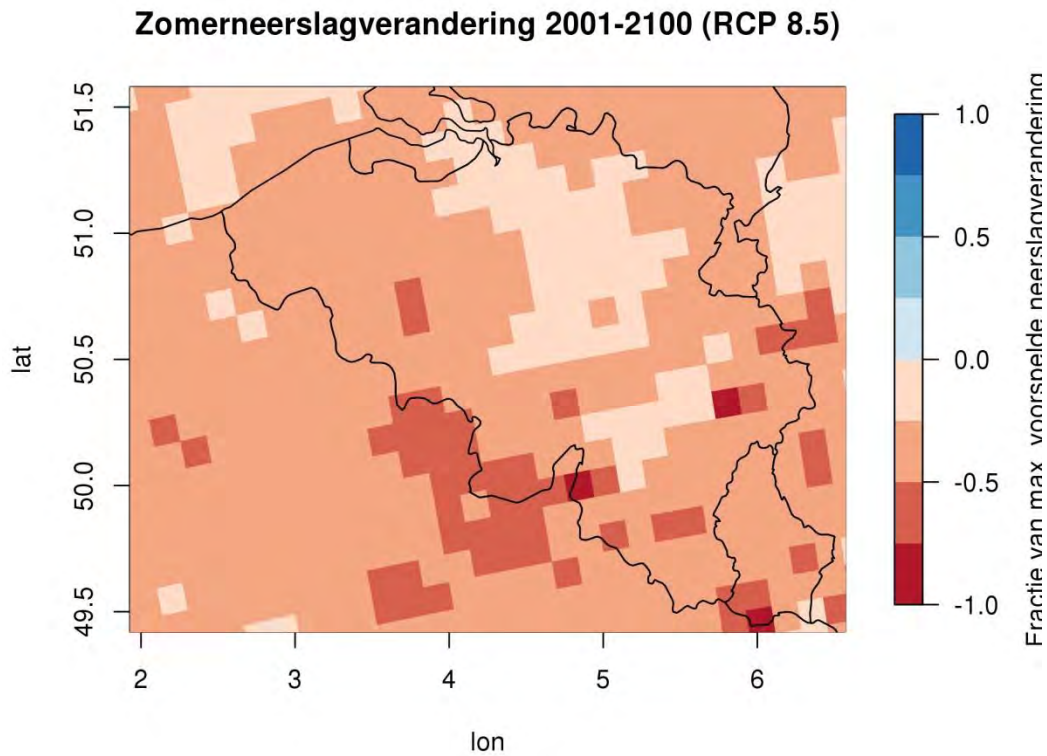 Zomerneerslagverandering 2001-2100 (RCP 8.5)
lat
51.5
51.0
50.5
50.0
49.5
2 3 4 5 6
lon
1.0
0.5
0.0
-0.5
-1.0
Fractie van max. voorspelde neerslagverandering